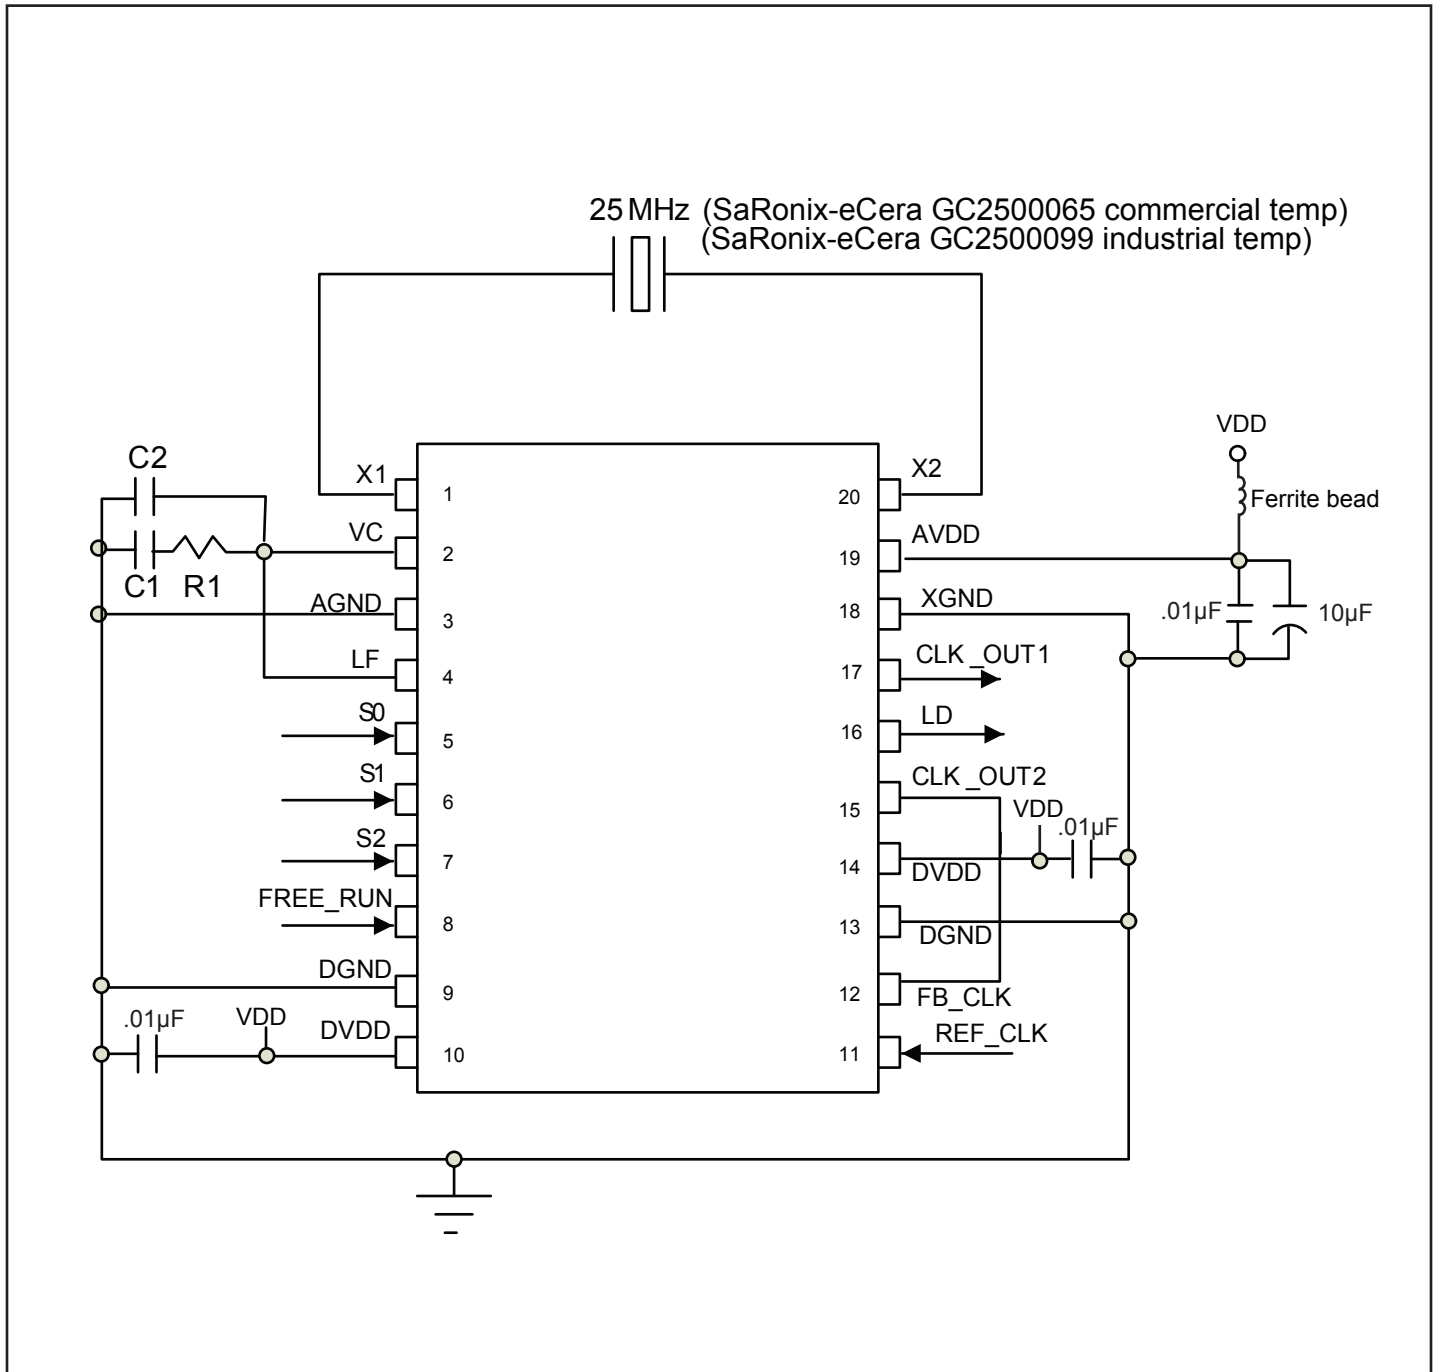 25 MHz (SaRonix-eCera GC2500065 commercial temp)
(SaRonix-eCera GC2500099 industrial temp)
VDD
Ferrite bead
.01µF
10µF
C2
C1
R1
X1
1
VC
2
AGND
3
LF
4
S0
5
S1
6
S2
7
FREE_RUN
8
DGND
9
.01µF
VDD
DVDD
10
X2
20
AVDD
19
XGND
18
CLK_OUT1
17
LD
16
CLK_OUT2
15
VDD
.01µF
14
DVDD
13
DGND
12
FB_CLK
REF_CLK
11